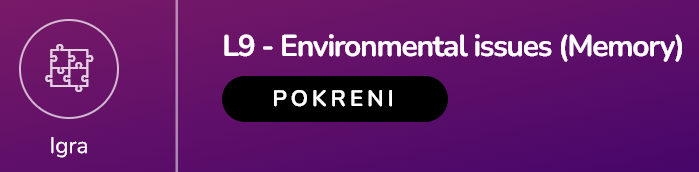 L9 - Environmental issues (Memory)
POKRENI
Igra